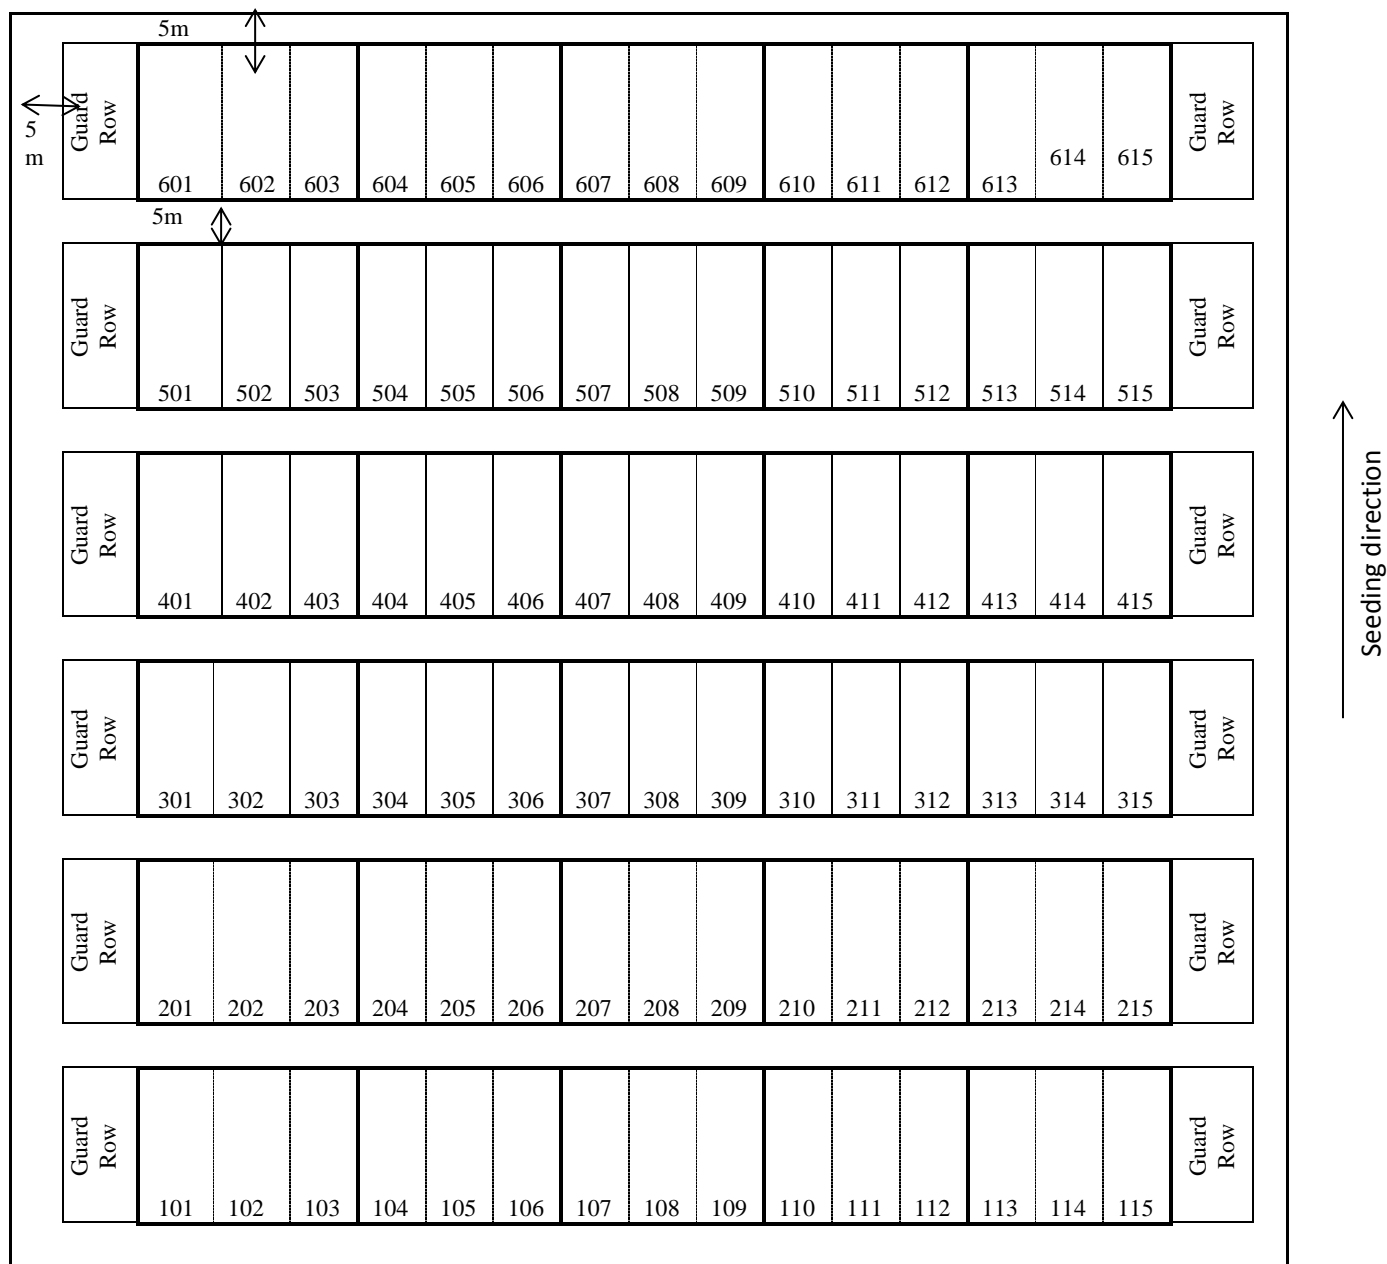 5m
5
m
Guard
Row
601 602 603 604 605 606 607 608 609 610 611 612 613 614 615
Guard
Row
5m
Guard
Row
501 502 503 504 505 506 507 508 509 510 511 512 513 514 515
Guard
Row
Guard
Row
401 402 403 404 405 406 407 408 409 410 411 412 413 414 415
Guard
Row
Seeding direction
Guard
Row
301 302 303 304 305 306 307 308 309 310 311 312 313 314 315
Guard
Row
Guard
Row
201 202 203 204 205 206 207 208 209 210 211 212 213 214 215
Guard
Row
Guard
Row
101 102 103 104 105 106 107 108 109 110 111 112 113 114 115
Guard
Row